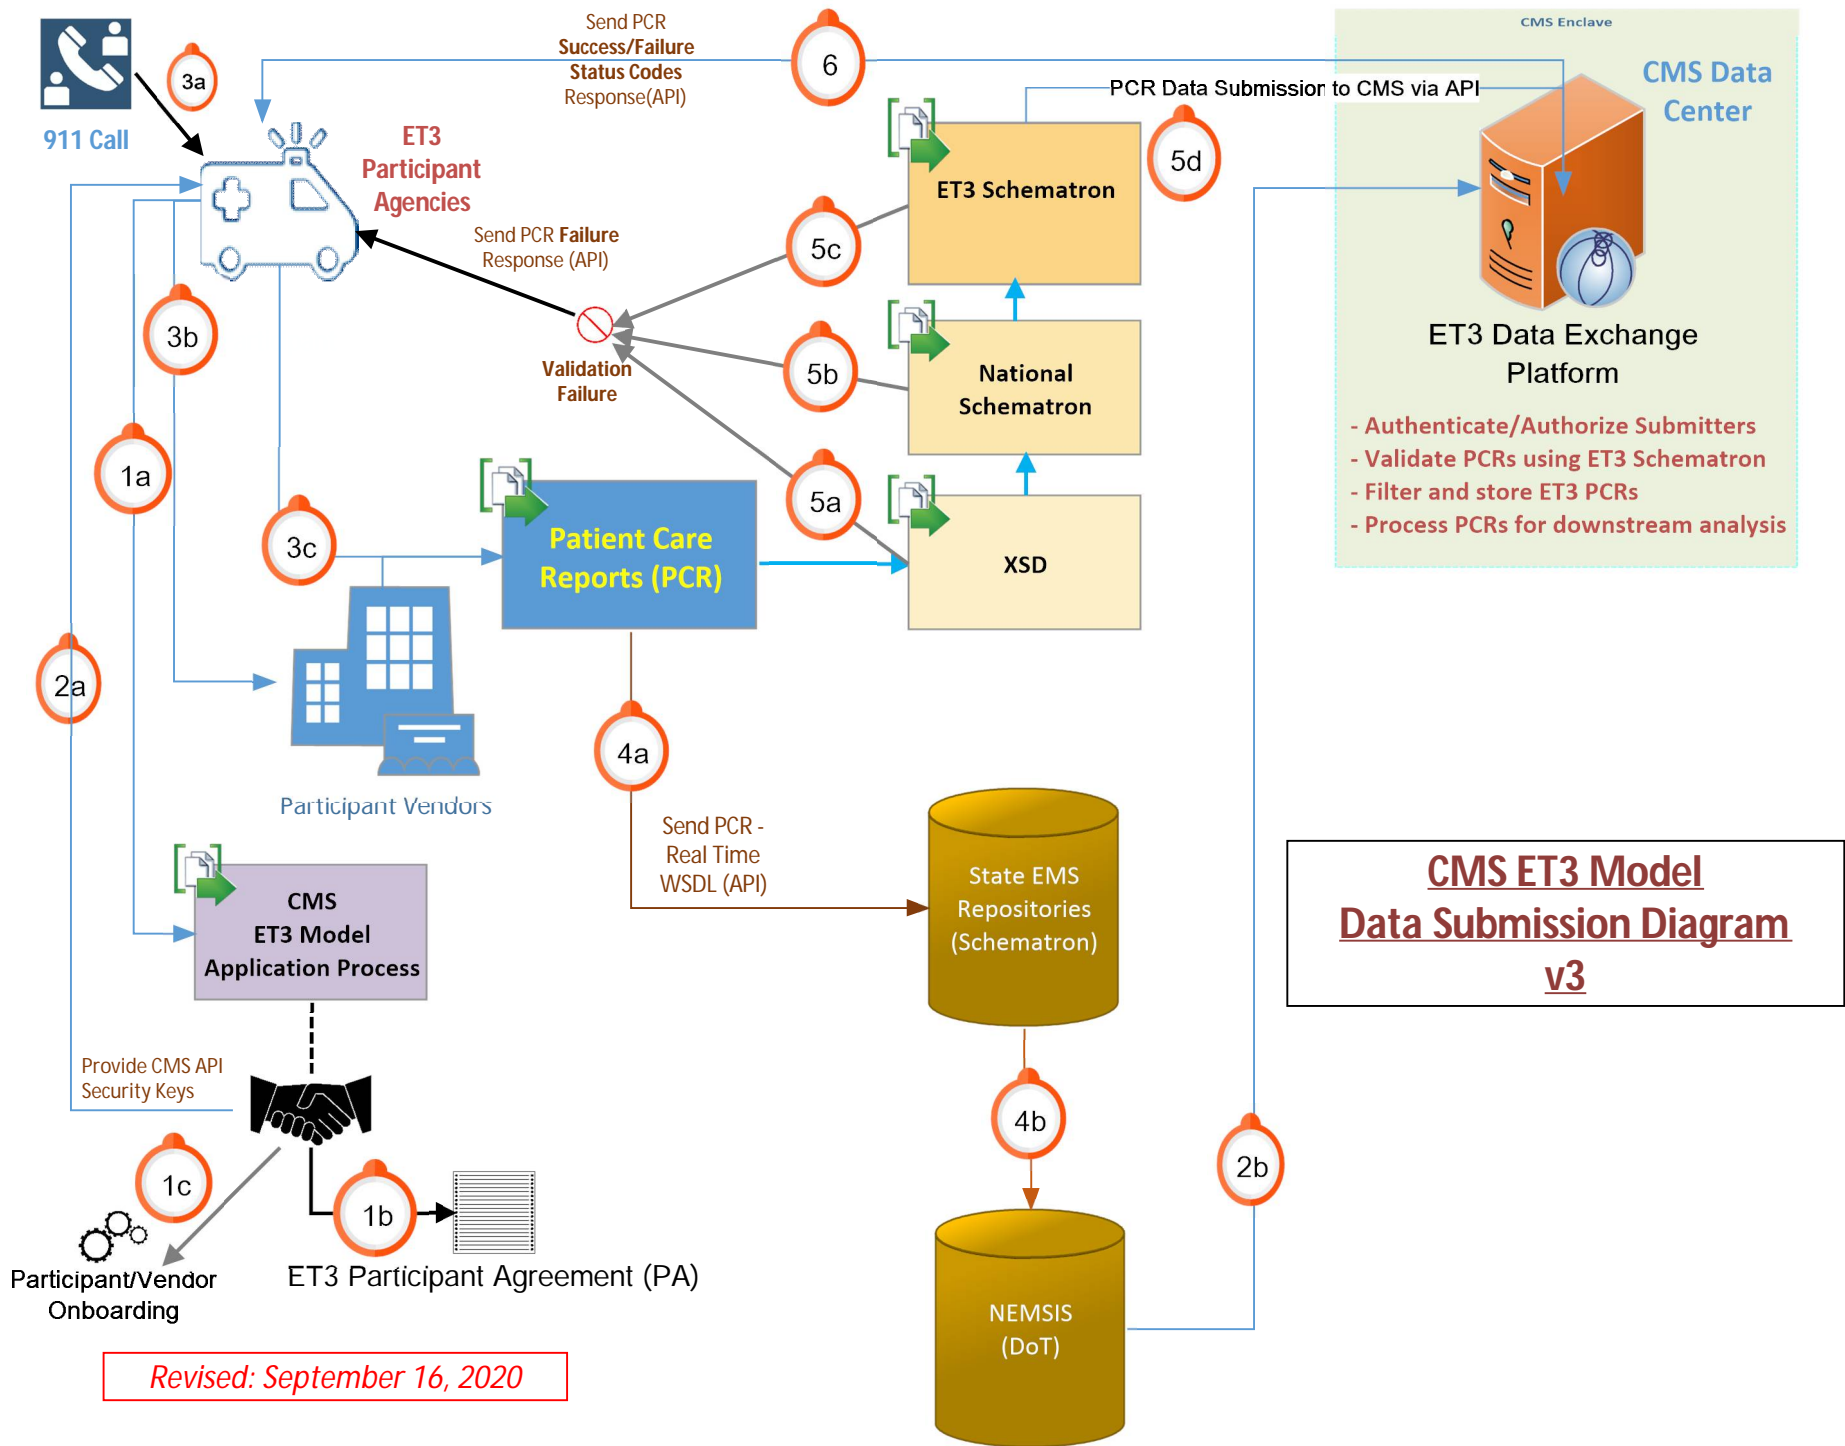 Send PCR
Success/Failure
Status Codes
Response(API)
6
CMS Enclave
CMS Data
Center
3a
911 Call
PCR Data Submission to CMS via API
5d
ET3
Participant
Agencies
ET3 Schematron
Send PCR Failure
Response (API)
5c
3b
Validation
Failure
5b
National
Schematron
ET3 Data Exchange
Platform
- Authenticate/Authorize Submitters
- Validate PCRs using ET3 Schematron
- Filter and store ET3 PCRs
- Process PCRs for downstream analysis
1a
5a
3c
Patient Care
Reports (PCR)
XSD
2a
4a
Participant Vendors
Send PCR -
Real Time
WSDL (API)
State EMS
Repositories
(Schematron)
CMS ET3 Model
Data Submission Diagram
v3
CMS
ET3 Model
Application Process
Provide CMS API
Security Keys
4b
2b
1c
1b
Participant/Vendor
Onboarding
ET3 Participant Agreement (PA)
NEMSIS
(DoT)
Revised: September 16, 2020